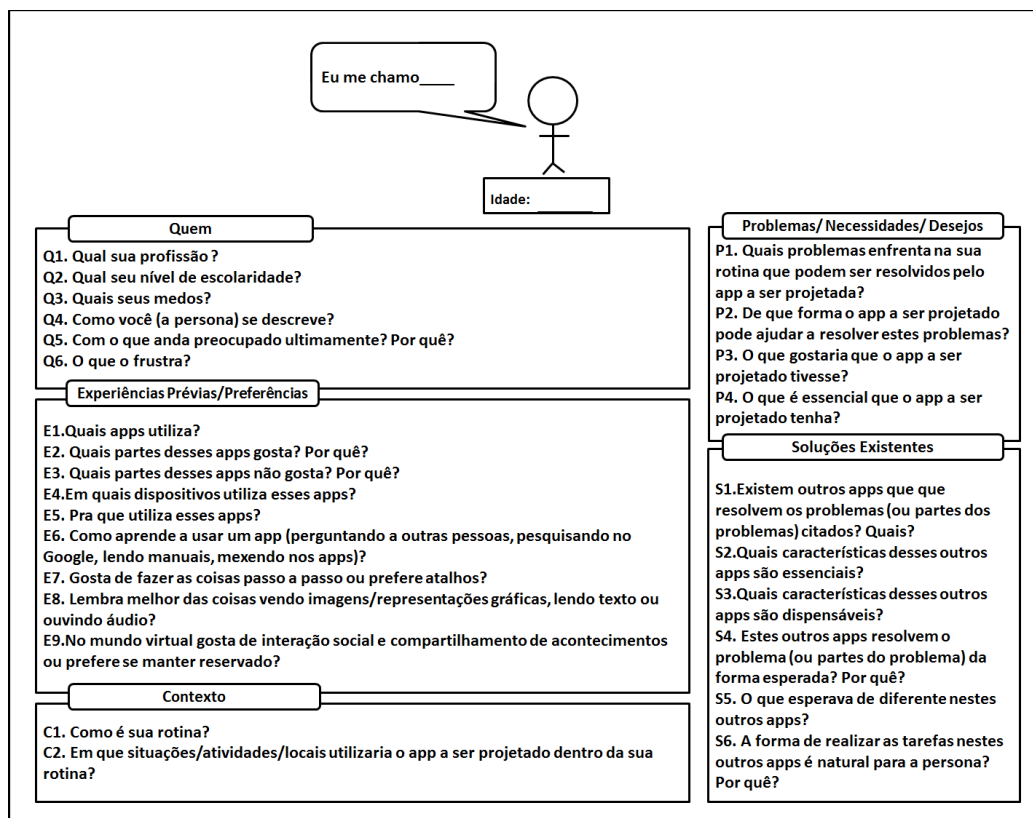 Eu me chamo____
Idade: ______
Quem
Q1. Qual sua profissão ?
Q2. Qual seu nível de escolaridade?
Q3. Quais seus medos?
Q4. Como você (a persona) se descreve?
Q5. Com o que anda preocupado ultimamente? Por quê?
Q6. O que o frustra?
Experiências Prévias/Preferências
E1.Quais apps utiliza?
E2. Quais partes desses apps gosta? Por quê?
E3. Quais partes desses apps não gosta? Por quê?
E4.Em quais dispositivos utiliza esses apps?
E5. Pra que utiliza esses apps?
E6. Como aprende a usar um app (perguntando a outras pessoas, pesquisando no
Google, lendo manuais, mexendo nos apps)?
E7. Gosta de fazer as coisas passo a passo ou prefere atalhos?
E8. Lembra melhor das coisas vendo imagens/representações gráficas, lendo texto ou
ouvindo áudio?
E9.No mundo virtual gosta de interação social e compartilhamento de acontecimentos
ou prefere se manter reservado?
Contexto
C1. Como é sua rotina?
C2. Em que situações/atividades/locais utilizaria o app a ser projetado dentro da sua
rotina?
Problemas/ Necessidades/ Desejos
P1. Quais problemas enfrenta na sua
rotina que podem ser resolvidos pelo
app a ser projetada?
P2. De que forma o app a ser projetado
pode ajudar a resolver estes problemas?
P3. O que gostaria que o app a ser
projetado tivesse?
P4. O que é essencial que o app a ser
projetado tenha?
Soluções Existentes
S1.Existem outros apps que que
resolvem os problemas (ou partes dos
problemas) citados? Quais?
S2.Quais características desses outros
apps são essenciais?
S3.Quais características desses outros
apps são dispensáveis?
S4. Estes outros apps resolvem o
problema (ou partes do problema) da
forma esperada? Por quê?
S5. O que esperava de diferente nestes
outros apps?
S6. A forma de realizar as tarefas nestes
outros apps é natural para a persona?
Por quê?